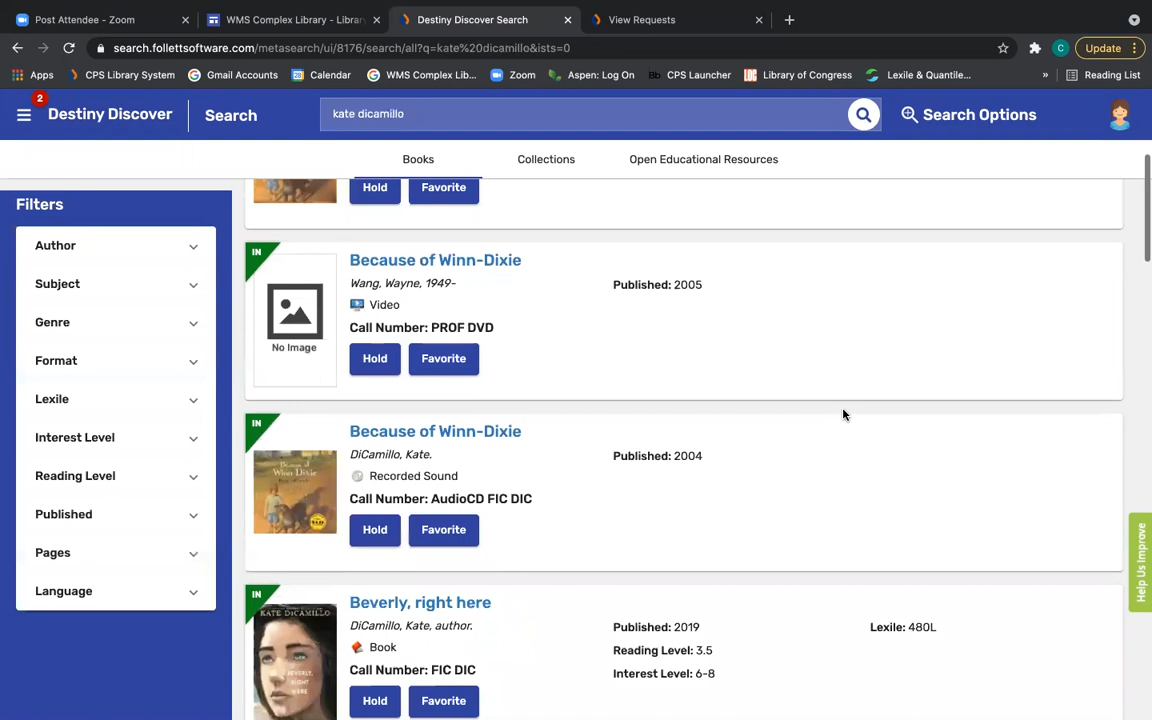 Post Attendee - Zoom
WMS Complex Library - Librar
Destiny Discover Search
View Requests
search.follettsoftware.com/metasearch/ui/8176/search/all?q=kate%20dicamillo&ists=0
C
Update
Apps
CPS Library System
Gmail Accounts
Calendar
WMS Complex Lib...
Zoom
Aspen: Log On
Bb CPS Launcher
Library of Congress
Lexile & Quantile...
»
Reading List
2
Destiny Discover
Search
kate dicamillo
Search Options
Books
Collections
Open Educational Resources
Filters
Author
Subject
Genre
Format
Lexile
Interest Level
Reading Level
Published
Pages
Language
Hold
Favorite
IN
No Image
Because of Winn-Dixie
Wang, Wayne, 1949-
Video
Call Number: PROF DVD
Hold
Favorite
Published: 2005
IN
Because of Winn-Dixie
DiCamillo, Kate.
Recorded Sound
Call Number: AudioCD FIC DIC
Hold
Favorite
Published: 2004
IN
KATE DICAMILLO
BEVERLY,
RIGHT
HERE
Beverly, right here
DiCamillo, Kate, author.
Book
Call Number: FIC DIC
Hold
Favorite
Published: 2019
Reading Level: 3.5
Interest Level: 6-8
Lexile: 480L
Help Us Improve